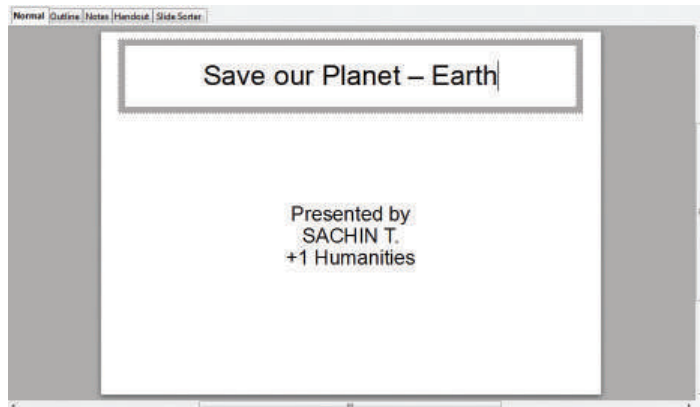 Normal Outline Notes Handout Slide Sorter
Save our Planet – Earth
Presented by
SACHIN T.
+1 Humanities